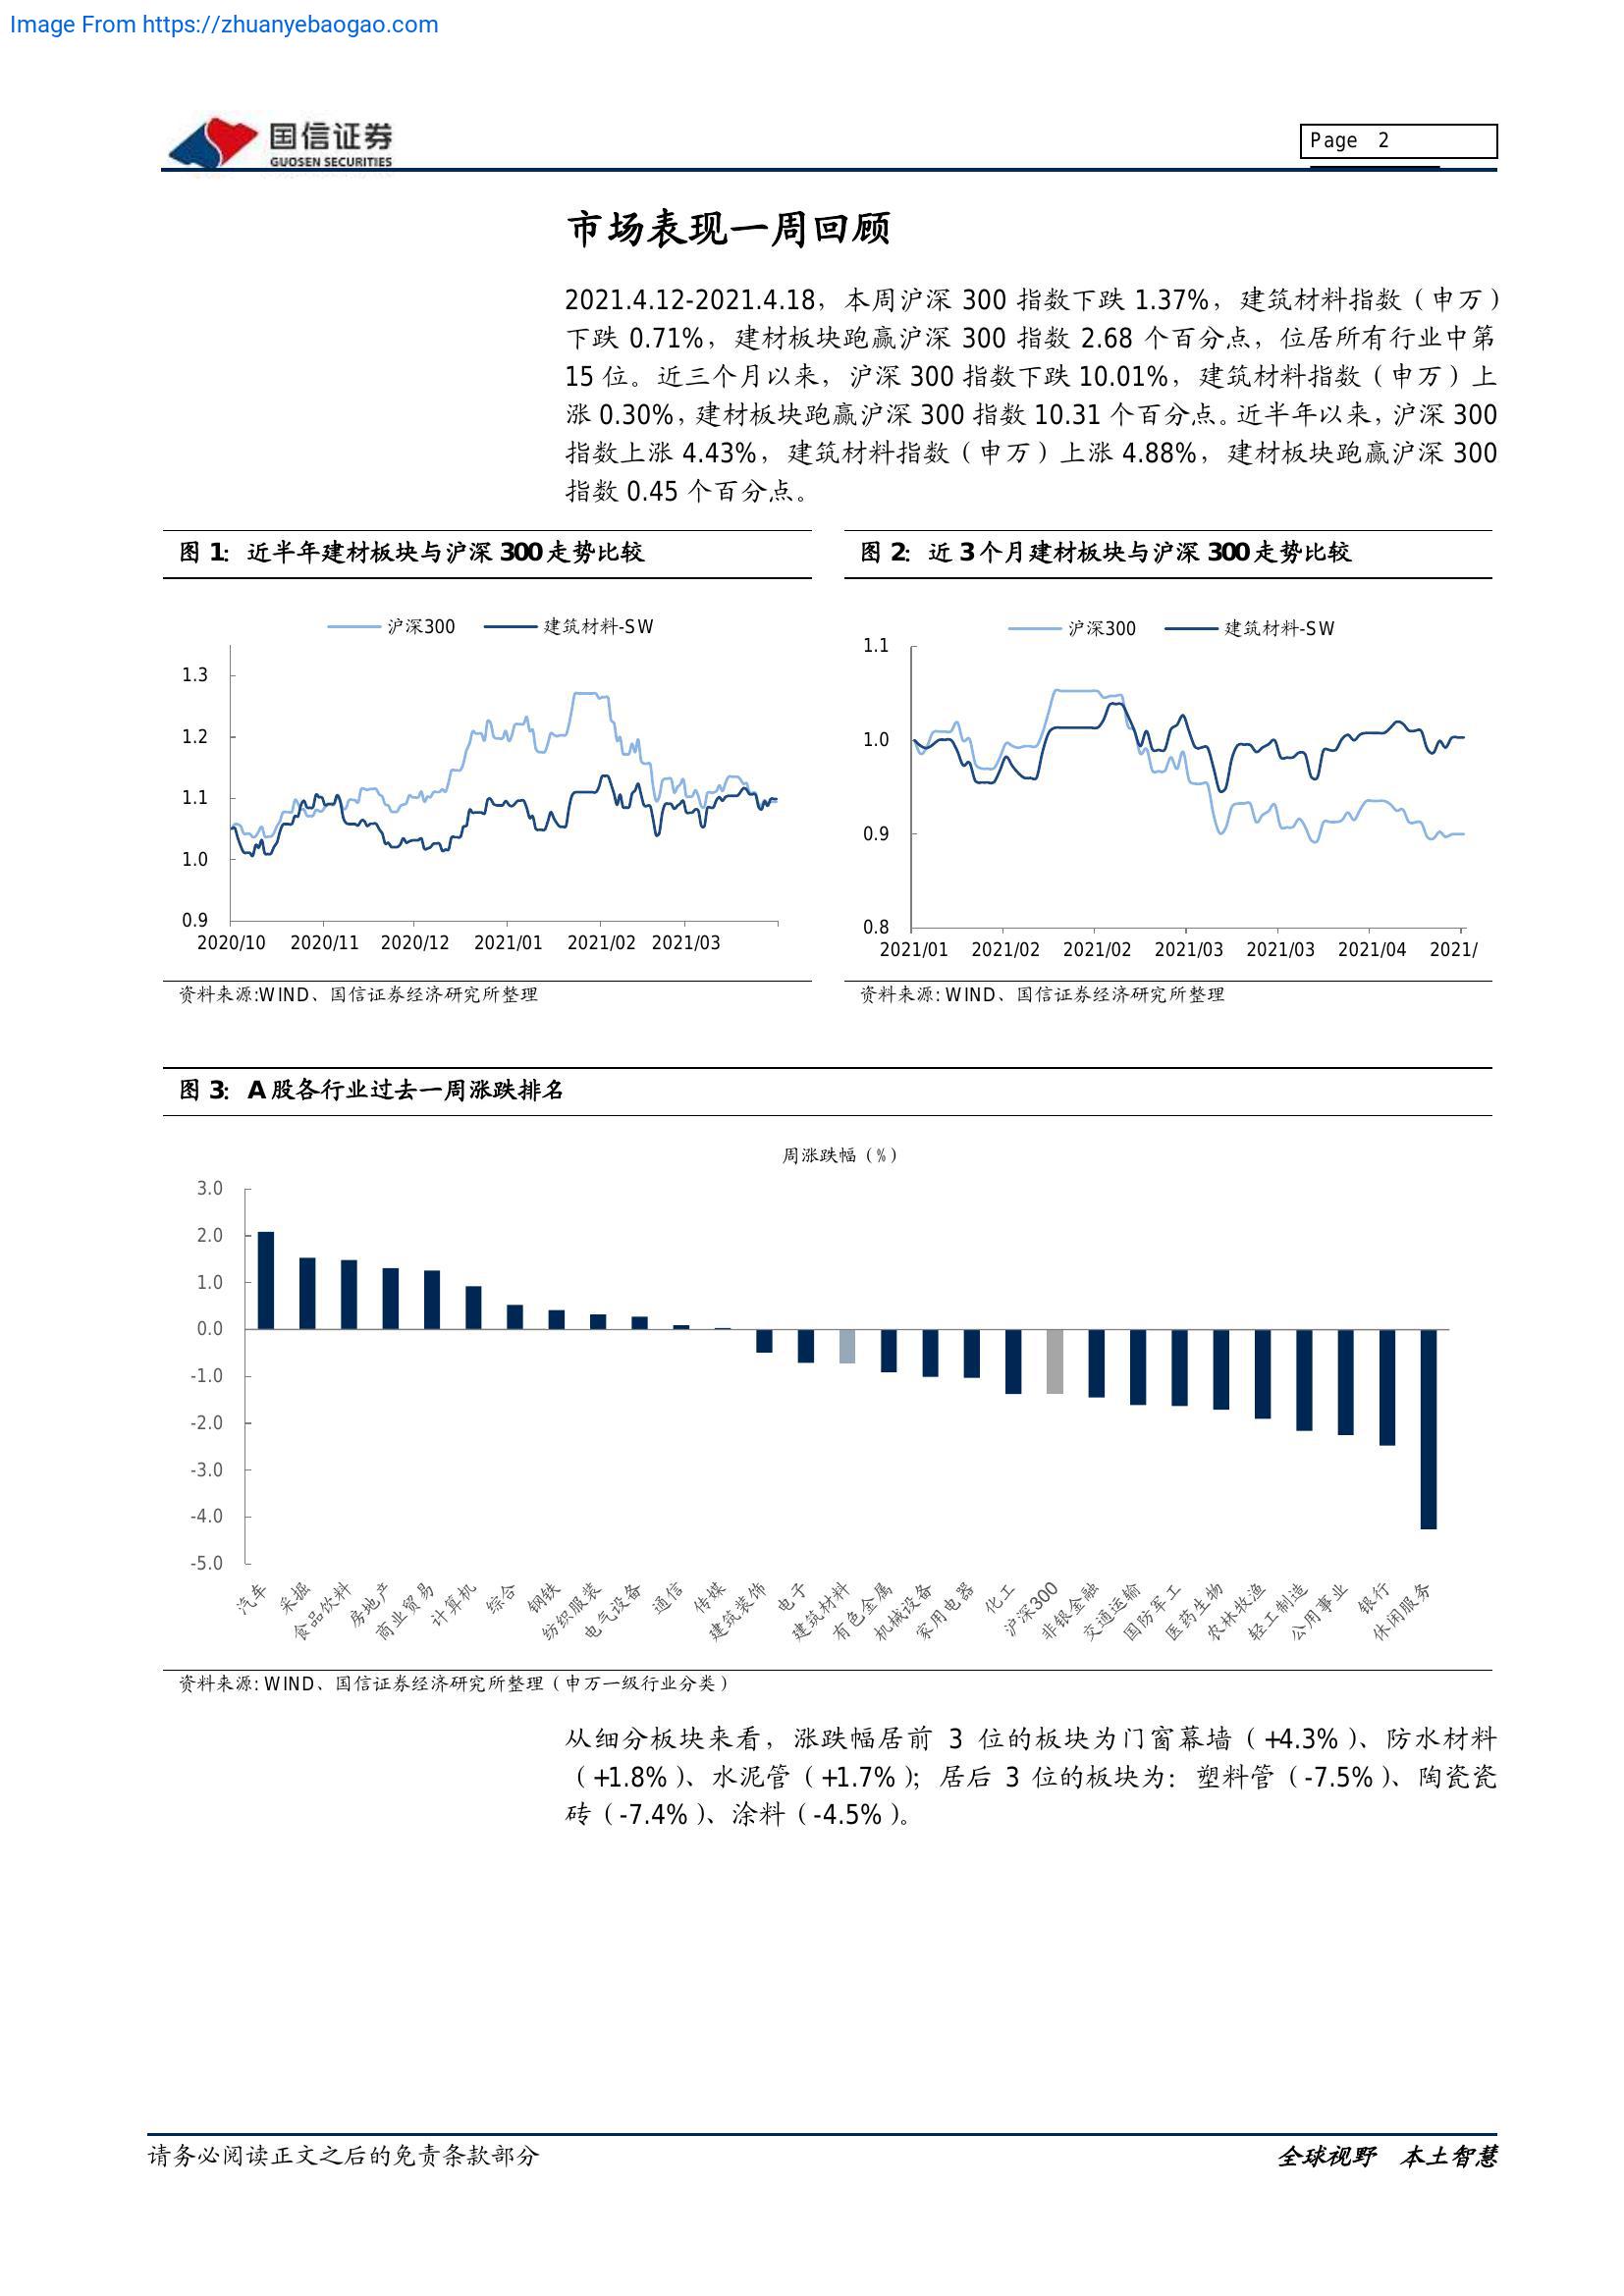 Image From https://zhuanyebaogao.com
国信证券
GUOSEN SECURITIES
Page 2
市场表现一周回顾
2021.4.12-2021.4.18，本周沪深 300 指数下跌 1.37%，建筑材料指数（申万）
下跌 0.71%，建材板块跑赢沪深 300 指数 2.68 个百分点，位居所有行业中第
15 位。近三个月以来，沪深 300 指数下跌 10.01%，建筑材料指数（申万）上
涨 0.30%，建材板块跑赢沪深 300 指数 10.31 个百分点。近半年以来，沪深 300
指数上涨 4.43%，建筑材料指数（申万）上涨 4.88%，建材板块跑赢沪深 300
指数 0.45 个百分点。
图 1：近半年建材板块与沪深 300 走势比较
沪深300 建筑材料-SW
1.3
1.2
1.1
1.0
0.9
2020/10 2020/11 2020/12 2021/01 2021/02 2021/03
资料来源:WIND、国信证券经济研究所整理
图 2：近 3 个月建材板块与沪深 300 走势比较
沪深300 建筑材料-SW
1.1
1.0
0.9
0.8
2021/01 2021/02 2021/02 2021/03 2021/03 2021/04 2021/
资料来源: WIND、国信证券经济研究所整理
图 3：A 股各行业过去一周涨跌排名
周涨跌幅（%）
3.0
2.0
1.0
0.0
-1.0
-2.0
-3.0
-4.0
-5.0
汽车 采掘 食品饮料 房地产 商业贸易 计算机 综合 钢铁 纺织服装 电气设备 通信 传媒 建筑装饰 电子 建筑材料 有色金属 机械设备 家用电器 化工 沪深300 非银金融 交通运输 国防军工 医药生物 农林牧渔 轻工制造 公用事业 银行 休闲服务
资料来源: WIND、国信证券经济研究所整理（申万一级行业分类）
从细分板块来看，涨跌幅居前 3 位的板块为门窗幕墙（+4.3%）、防水材料
（+1.8%）、水泥管（+1.7%）；居后 3 位的板块为：塑料管（-7.5%）、陶瓷瓷
砖（-7.4%）、涂料（-4.5%）。
请务必阅读正文之后的免责条款部分
全球视野 本土智慧